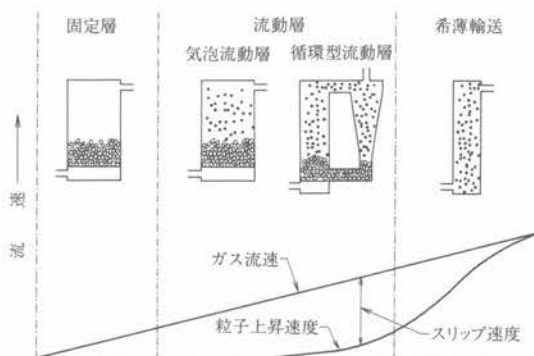 固定層
流動層
希薄輸送
気泡流動層
循環型流動層
流速
ガス流速
粒子上昇速度
スリップ速度